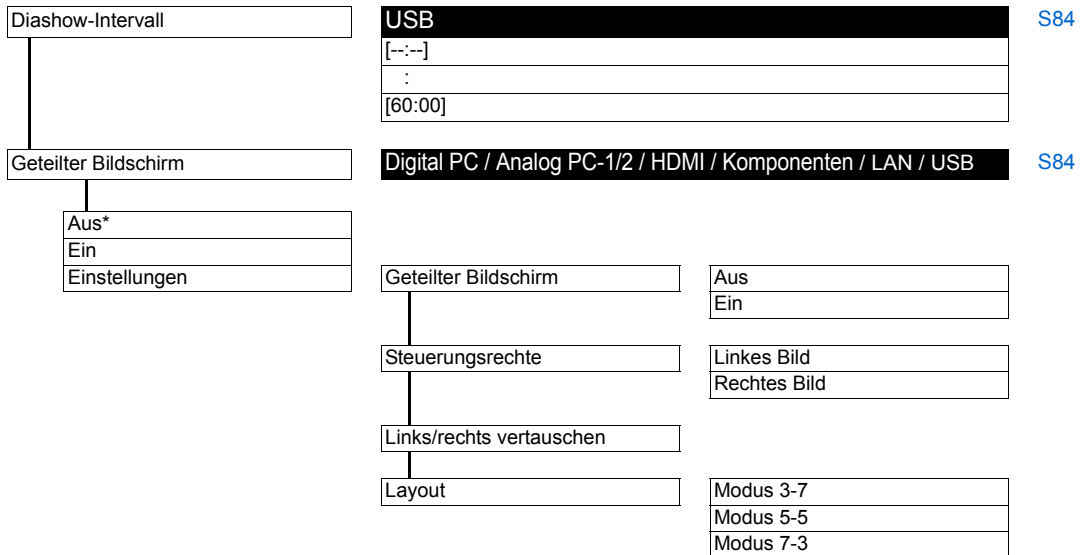 Diashow-Intervall
USB
S84
[--:--]
:
[60:00]
Geteilter Bildschirm
Digital PC / Analog PC-1/2 / HDMI / Komponenten / LAN / USB
S84
Aus*
Ein
Einstellungen
Geteilter Bildschirm
Aus
Ein
Steuerungsrechte
Linkes Bild
Rechtes Bild
Links/rechts vertauschen
Layout
Modus 3-7
Modus 5-5
Modus 7-3